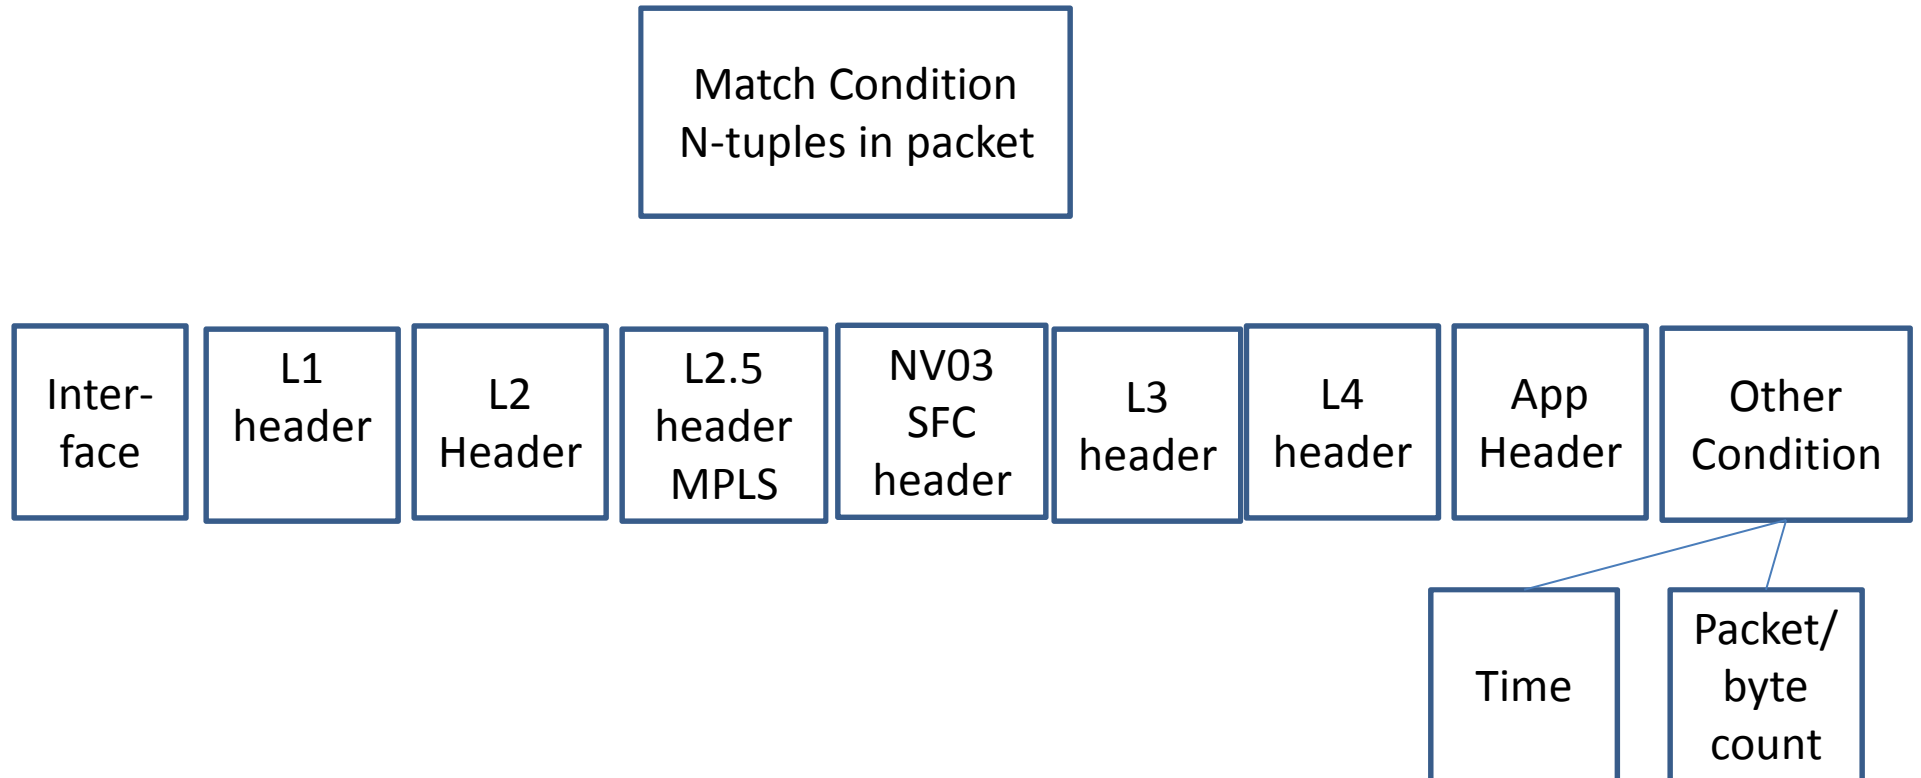 Match Condition
N-tuples in packet
Inter-
face
L1
header
L2
Header
L2.5
header
MPLS
NV03
SFC
header
L3
header
L4
header
App
Header
Other
Condition
Time
Packet/
byte
count